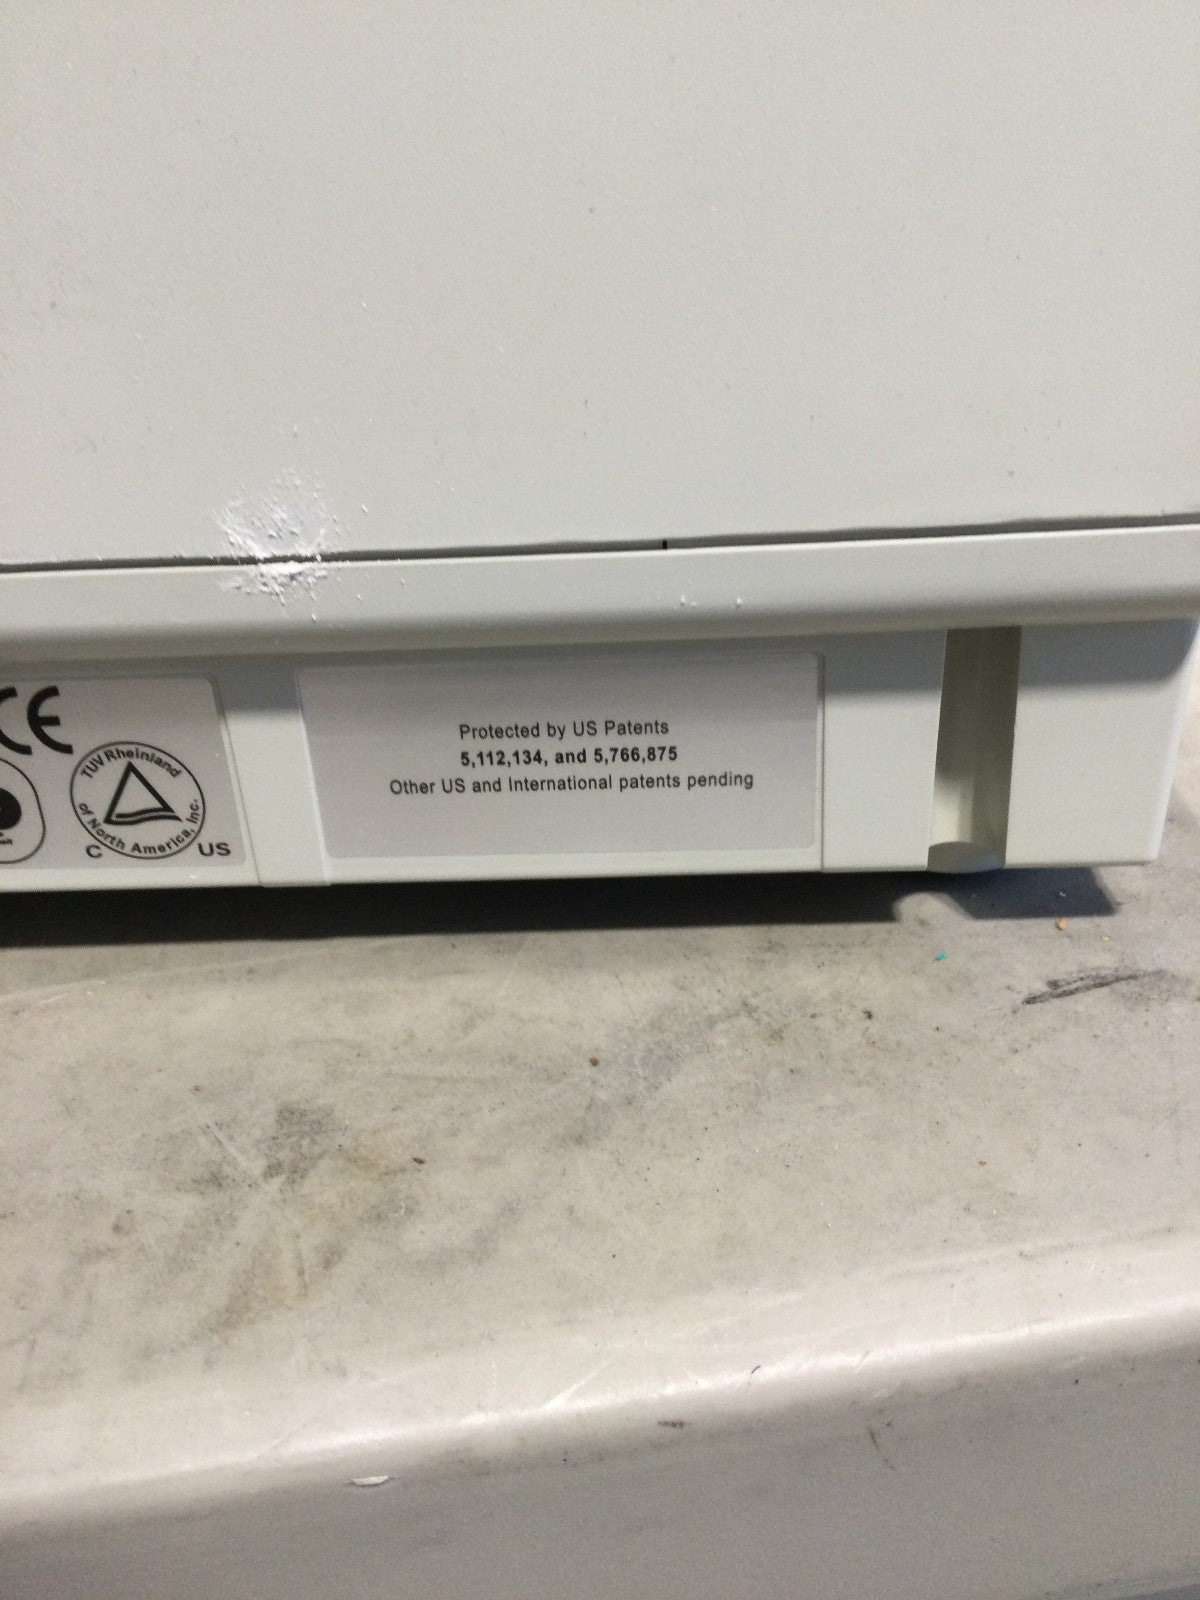 CE
TUV Rheinland
of North America, Inc.
C US
Protected by US Patents
5,112,134, and 5,766,875
Other US and International patents pending